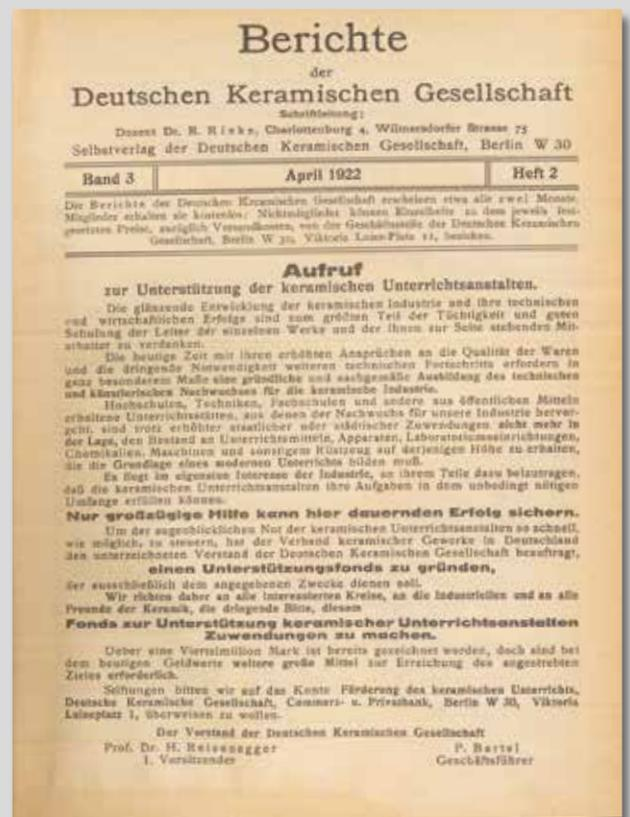 Berichte
der
Deutschen Keramischen Gesellschaft
Schriftleitung:
Dozent Dr. R. Rieke, Charlottenburg 4, Wilmersdorfer Strasse 75
Selbstverlag der Deutschen Keramischen Gesellschaft, Berlin W 30
Band 3 April 1922 Heft 2
Die Berichte der Deutschen Keramischen Gesellschaft erscheinen etwa alle zwei Monate.
Mitglieder erhalten sie kostenlos; Nichtmitglieder können Einzelhefte zu dem jeweils fest-
gesetzten Preise, zuzüglich Versandkosten, von der Geschäftsstelle der Deutschen Keramischen
Gesellschaft, Berlin W 30, Viktoria Luise-Platz 11, beziehen.
Aufruf
zur Unterstützung der keramischen Unterrichtsanstalten.
Die glänzende Entwicklung der keramischen Industrie und ihre technischen
und wirtschaftlichen Erfolge sind zum größten Teil der Tüchtigkeit und guten
Schulung der Leiter der einzelnen Werke und der ihnen zur Seite stehenden Mit-
arbeiter zu verdanken.
Die heutige Zeit mit ihren erhöhten Ansprüchen an die Qualität der Waren
und die dringende Notwendigkeit weiteren technischen Fortschritts erfordern in
ganz besonderem Maße eine gründliche und sachgemäße Ausbildung des technischen
und künstlerischen Nachwuchses für die keramische Industrie.
Hochschulen, Techniken, Fachschulen und andere aus öffentlichen Mitteln
erhaltene Unterrichtsstätten, aus denen der Nachwuchs für unsere Industrie hervor-
geht, sind trotz erhöhter staatlicher oder städtischer Zuwendungen nicht mehr in
der Lage, den Bestand an Unterrichtsmitteln, Apparaten, Laboratoriumseinrichtungen,
Chemikalien, Maschinen und sonstigem Rüstzeug auf derjenigen Höhe zu erhalten,
die die Grundlage eines modernen Unterrichts bilden muß.
Es liegt im eigensten Interesse der Industrie, an ihrem Teile dazu beizutragen,
daß die keramischen Unterrichtsanstalten ihre Aufgaben in dem unbedingt nötigen
Umfange erfüllen können.
Nur großzügige Hilfe kann hier dauernden Erfolg sichern.
Um der augenblicklichen Not der keramischen Unterrichtsanstalten so schnell,
wie möglich, zu steuern, hat der Verband keramischer Gewerke in Deutschland
den unterzeichneten Vorstand der Deutschen Keramischen Gesellschaft beauftragt,
einen Unterstützungsfonds zu gründen,
der ausschließlich dem angegebenen Zwecke dienen soll.
Wir richten daher an alle interessierten Kreise, an die Industriellen und an alle
Freunde der Keramik, die dringende Bitte, diesem
Fonds zur Unterstützung keramischer Unterrichtsanstalten
Zuwendungen zu machen.
Ueber eine Viertelmillion Mark ist bereits gezeichnet worden, doch sind bei
dem heutigen Geldwerte weitere große Mittel zur Erreichung des angestrebten
Zieles erforderlich.
Stiftungen bitten wir auf das Konto Förderung des keramischen Unterrichts,
Deutsche Keramische Gesellschaft, Commerz- u. Privatbank, Berlin W 30, Viktoria
Luiseplatz 1, überweisen zu wollen.
Der Vorstand der Deutschen Keramischen Gesellschaft
Prof. Dr. H. Reisenegger P. Bartel
1. Vorsitzender Geschäftsführer